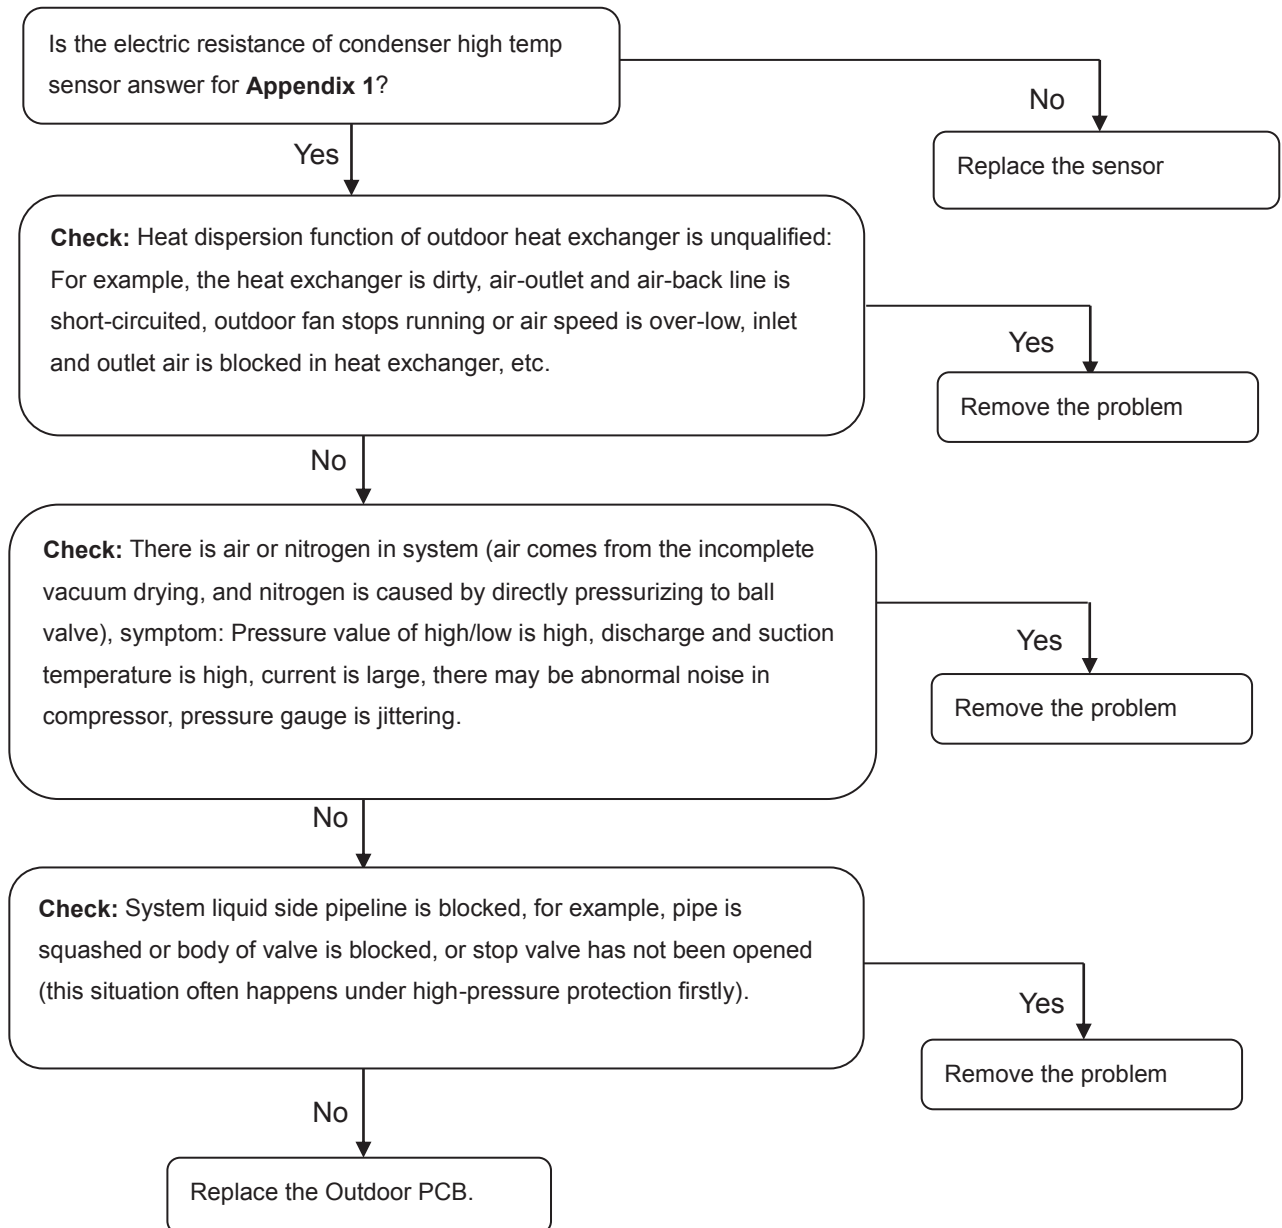 Is the electric resistance of condenser high temp
sensor answer for Appendix 1?
No
Yes
Replace the sensor
Check: Heat dispersion function of outdoor heat exchanger is unqualified:
For example, the heat exchanger is dirty, air-outlet and air-back line is
short-circuited, outdoor fan stops running or air speed is over-low, inlet
and outlet air is blocked in heat exchanger, etc.
Yes
Remove the problem
No
Check: There is air or nitrogen in system (air comes from the incomplete
vacuum drying, and nitrogen is caused by directly pressurizing to ball
valve), symptom: Pressure value of high/low is high, discharge and suction
temperature is high, current is large, there may be abnormal noise in
compressor, pressure gauge is jittering.
Yes
Remove the problem
No
Check: System liquid side pipeline is blocked, for example, pipe is
squashed or body of valve is blocked, or stop valve has not been opened
(this situation often happens under high-pressure protection firstly).
Yes
Remove the problem
No
Replace the Outdoor PCB.